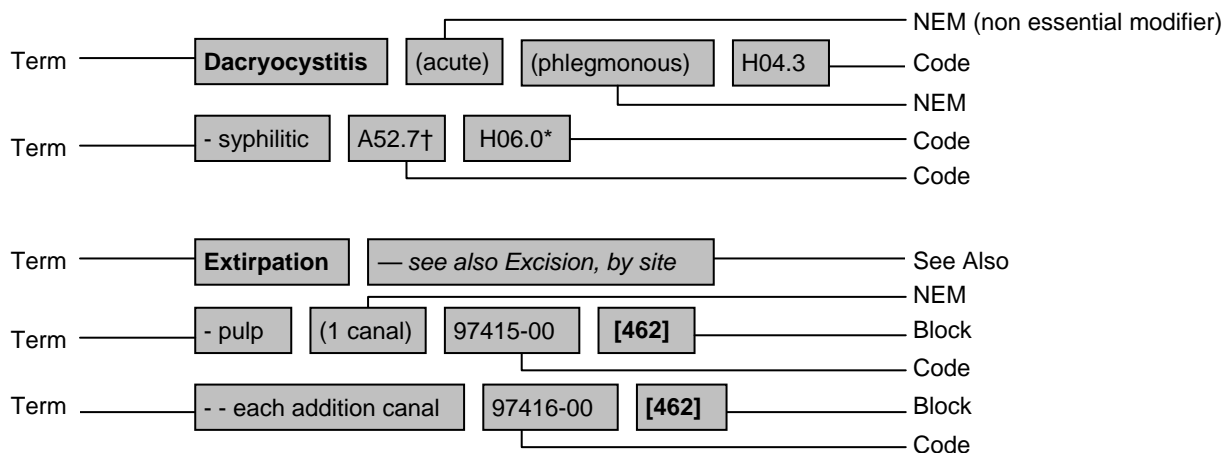 NEM (non essential modifier)
Term Dacryocystitis (acute) (phlegmonous) H04.3 Code
NEM
Term - syphilitic A52.7† H06.0* Code
Code
Term Extirpation — see also Excision, by site See Also
NEM
Term - pulp (1 canal) 97415-00 [462] Block
Code
Term - - each addition canal 97416-00 [462] Block
Code